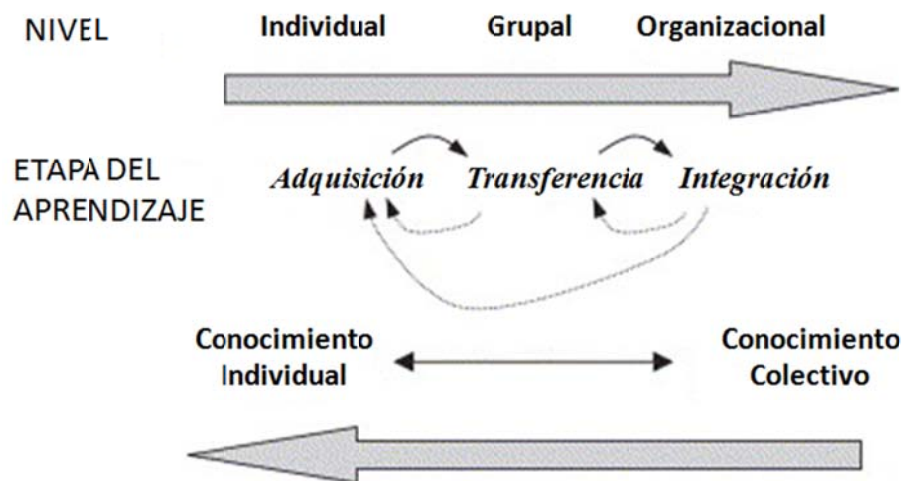 NIVEL
Individual
Grupal
Organizacional
ETAPA DEL
APRENDIZAJE
Adquisición
Transferencia
Integración
Conocimiento
Individual
Conocimiento
Colectivo